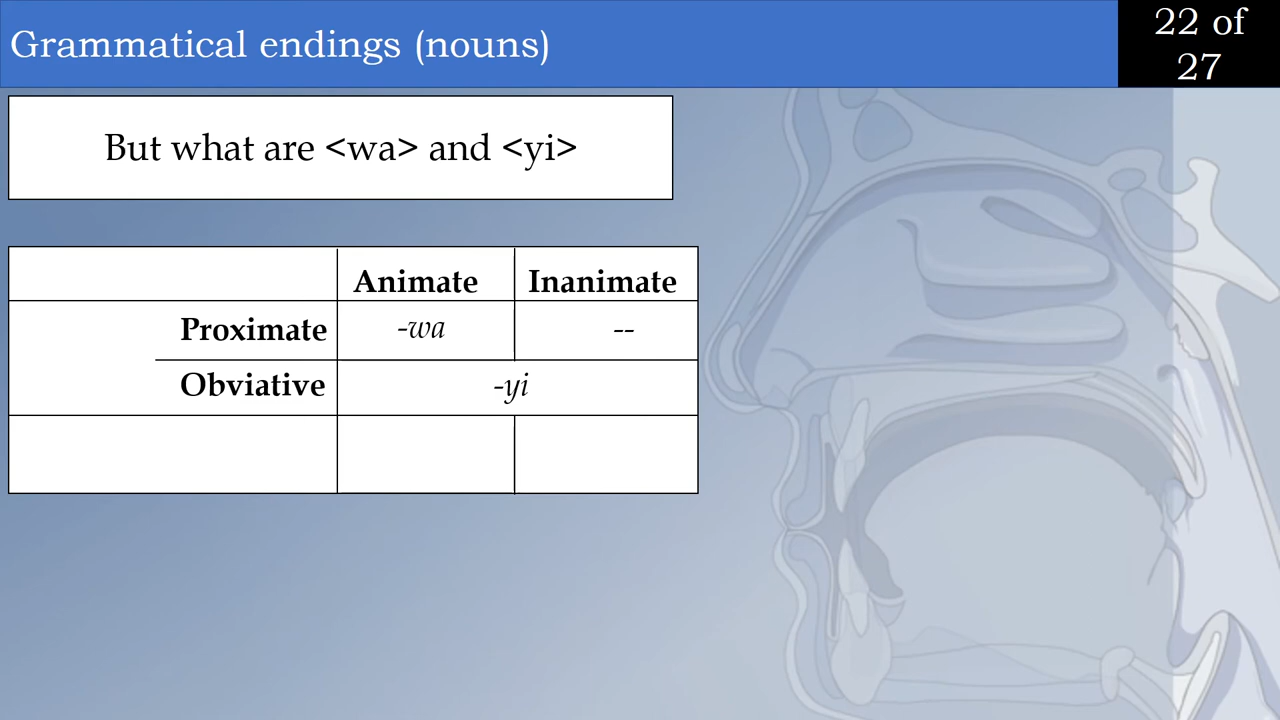 Grammatical endings (nouns)
22 of
27
But what are <wa> and <yi>
Animate Inanimate
Proximate -wa --
Obviative -yi